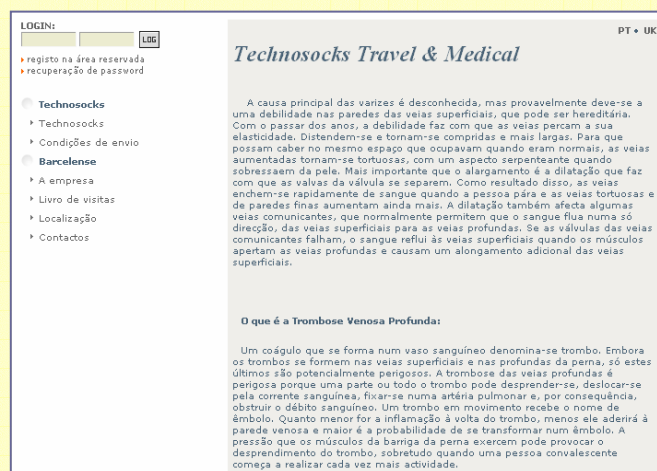 LOGIN:
LOG
registo na área reservada
recuperação de password
Technosocks
Technosocks
Condições de envio
Barcelense
A empresa
Livro de visitas
Localização
Contactos
PT • UK
Technosocks Travel & Medical
A causa principal das varizes é desconhecida, mas provavelmente deve-se a
uma debilidade nas paredes das veias superficiais, que pode ser hereditária.
Com o passar dos anos, a debilidade faz com que as veias percam a sua
elasticidade. Distendem-se e tornam-se compridas e mais largas. Para que
possam caber no mesmo espaço que ocupavam quando eram normais, as veias
aumentadas tornam-se tortuosas, com um aspecto serpenteante quando
sobressaem da pele. Mais importante que o alargamento é a dilatação que faz
com que as valvas da válvula se separem. Como resultado disso, as veias
enchem-se rapidamente de sangue quando a pessoa pára e as veias tortuosas e
de paredes finas aumentam ainda mais. A dilatação também afecta algumas
veias comunicantes, que normalmente permitem que o sangue flua numa só
direcção, das veias superficiais para as veias profundas. Se as válvulas das veias
comunicantes falham, o sangue reflui às veias superficiais quando os músculos
apertam as veias profundas e causam um alongamento adicional das veias
superficiais.
O que é a Trombose Venosa Profunda:
Um coágulo que se forma num vaso sanguíneo denomina-se trombo. Embora
os trombos se formem nas veias superficiais e nas profundas da perna, só estes
últimos são potencialmente perigosos. A trombose das veias profundas é
perigosa porque uma parte ou todo o trombo pode desprender-se, deslocar-se
pela corrente sanguínea, fixar-se numa artéria pulmonar e, por consequência,
obstruir o débito sanguíneo. Um trombo em movimento recebe o nome de
êmbolo. Quanto menor for a inflamação à volta do trombo, menos ele aderirá à
parede venosa e maior é a probabilidade de se transformar num êmbolo. A
pressão que os músculos da barriga da perna exercem pode provocar o
desprendimento do trombo, sobretudo quando uma pessoa convalescente
começa a realizar cada vez mais actividade.